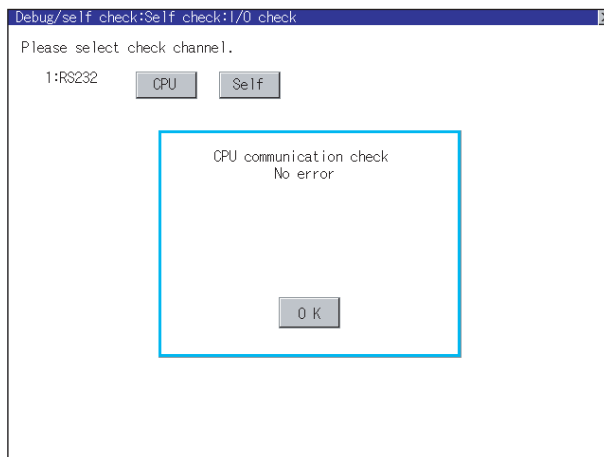 Debug/self check:Self check:I/O check
Please select check channel.
1:RS232 CPU Self
CPU communication check
No error
O K